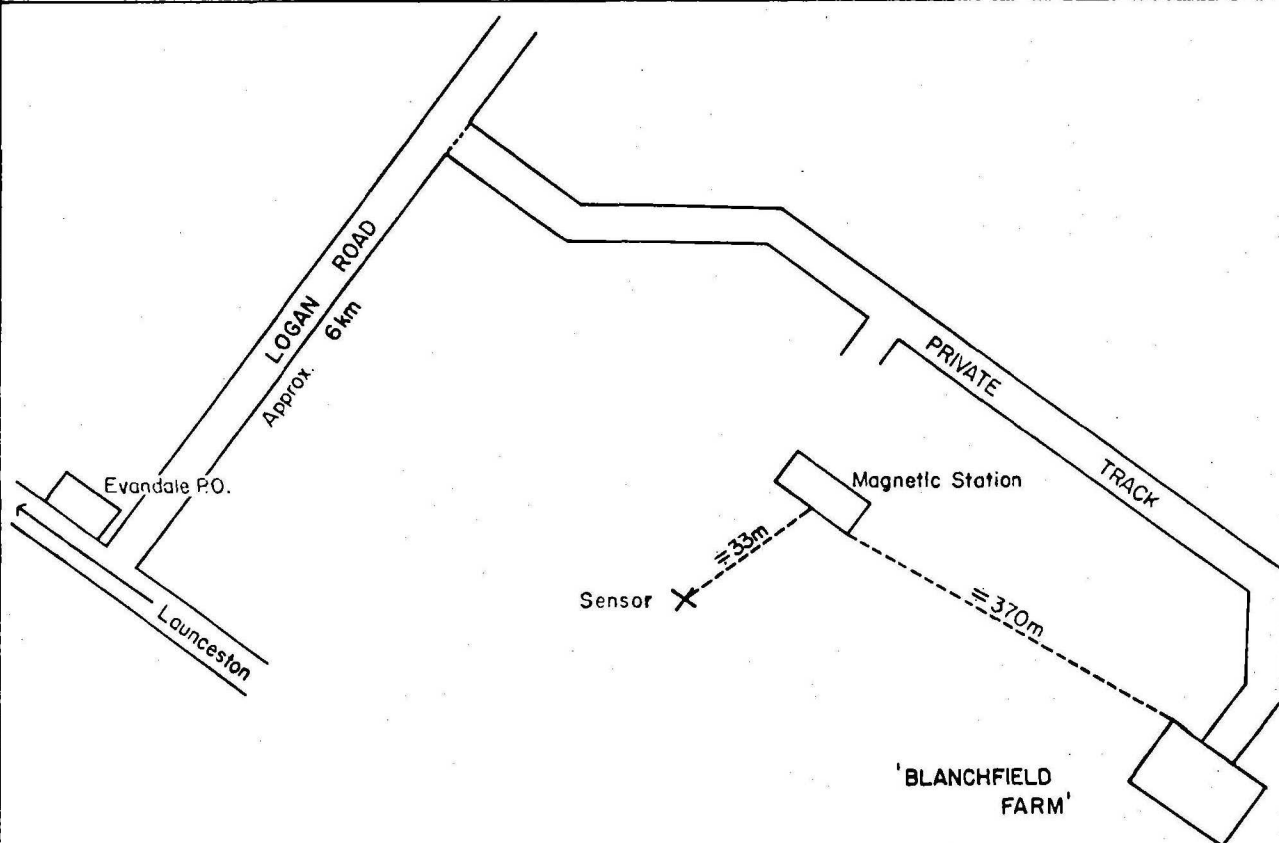 LOGAN ROAD
Approx. 6km
PRIVATE TRACK
Evandale P.O.
Magnetic Station
≑33m
Sensor
≑370m
Launceston
'BLANCHFIELD
FARM'